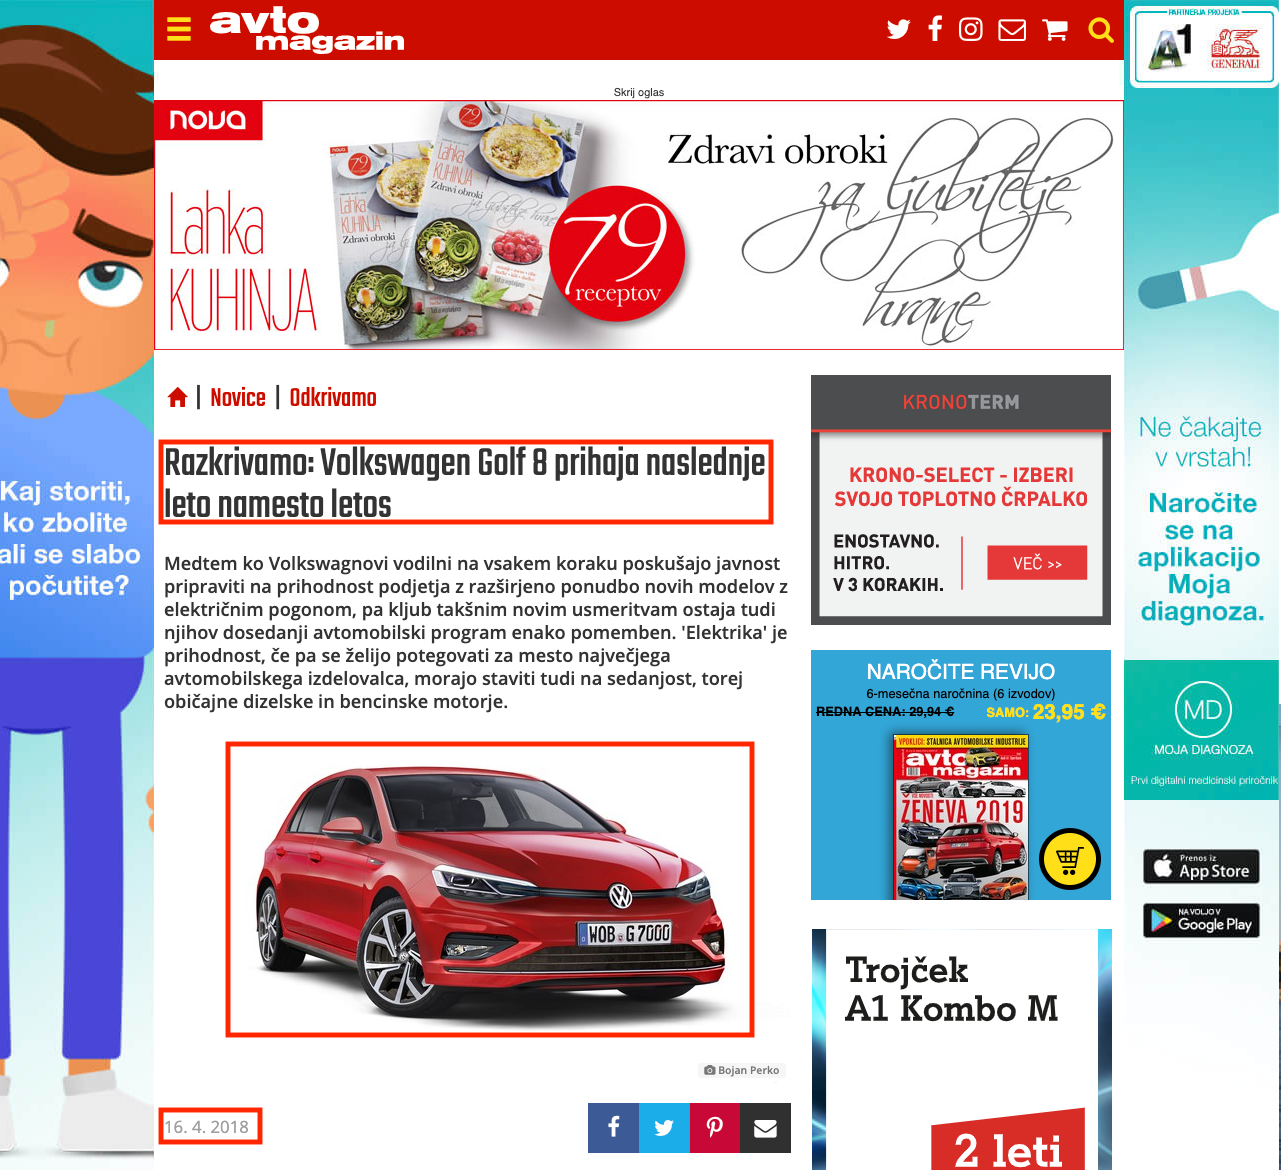 avto
magazin
PARTNERJA PROJEKTA
A1
GENERALI
Skrij oglas
nova
Lahka
KUHINJA
79
receptov
Zdravi obroki
za ljubitelje
hrane
Kaj storiti,
ko zbolite
ali se slabo
počutite?
| Novice | Odkrivamo
Razkrivamo: Volkswagen Golf 8 prihaja naslednje
leto namesto letos
Medtem ko Volkswagnovi vodilni na vsakem koraku poskušajo javnost
pripraviti na prihodnost podjetja z razširjeno ponudbo novih modelov z
električnim pogonom, pa kljub takšnim novim usmeritvam ostaja tudi
njihov dosedanji avtomobilski program enako pomemben. 'Elektrika' je
prihodnost, če pa se želijo potegovati za mesto največjega
avtomobilskega izdelovalca, morajo staviti tudi na sedanjost, torej
običajne dizelske in bencinske motorje.
WOB G 7000
Bojan Perko
16. 4. 2018
KRONOTERM
KRONO-SELECT - IZBERI
SVOJO TOPLOTNO ČRPALKO
ENOSTAVNO.
HITRO.
V 3 KORAKIH.
VEČ >>
NAROČITE REVIJO
6-mesečna naročnina (6 izvodov)
REDNA CENA: 29,94 € SAMO: 23,95 €
VPOKLICI: STALNICA AVTOMOBILSKE INDUSTRIJE
avto
magazin
ŽENEVA 2019
Trojček
A1 Kombo M
2 leti
Ne čakajte
v vrstah!
Naročite
se na
aplikacijo
Moja
diagnoza.
MD
MOJA DIAGNOZA
Prvi digitalni medicinski priročnik
Prenos iz
App Store
NA VOLJO V
Google Play